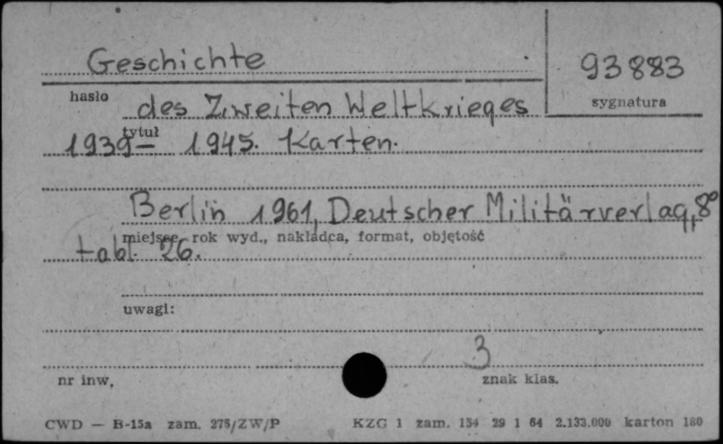 Geschichte
93883
hasło
des Zweiten Weltkrieges
sygnatura
tytuł
1939 — 1945. Karten.
Berlin 1961, Deutscher Militärverlag, 8°
miejsce, rok wyd., nakładca, format, objętość
tabl. 26.
uwagi:
3
nr inw.
znak klas.
CWD — B-15a zam. 275/ZW/P
KZG 1 zam. 154 29 1 64 2.133.000 karton 180